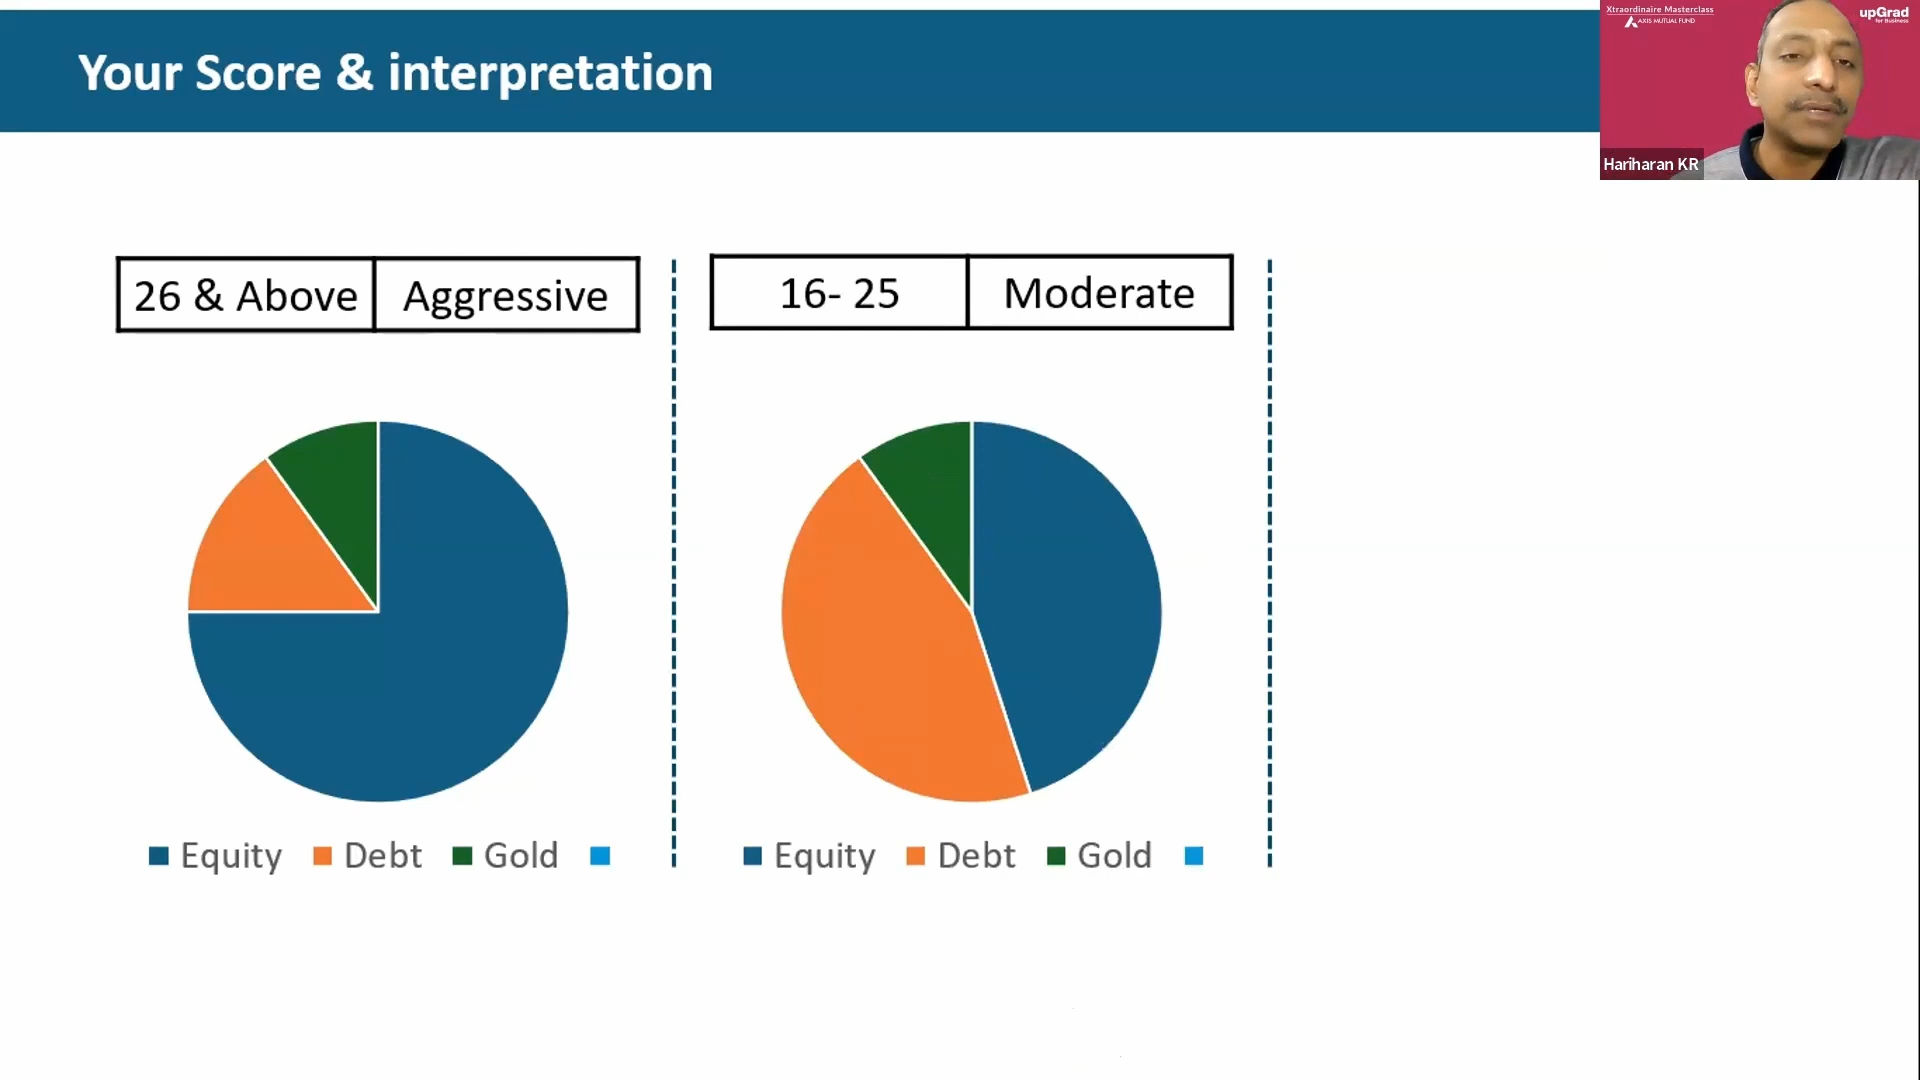 Your Score & interpretation
Xtraordinaire Masterclass
AXIS MUTUAL FUND
upGrad
for Business
Hariharan KR
26 & Above Aggressive
16- 25 Moderate
Equity Debt Gold
Equity Debt Gold